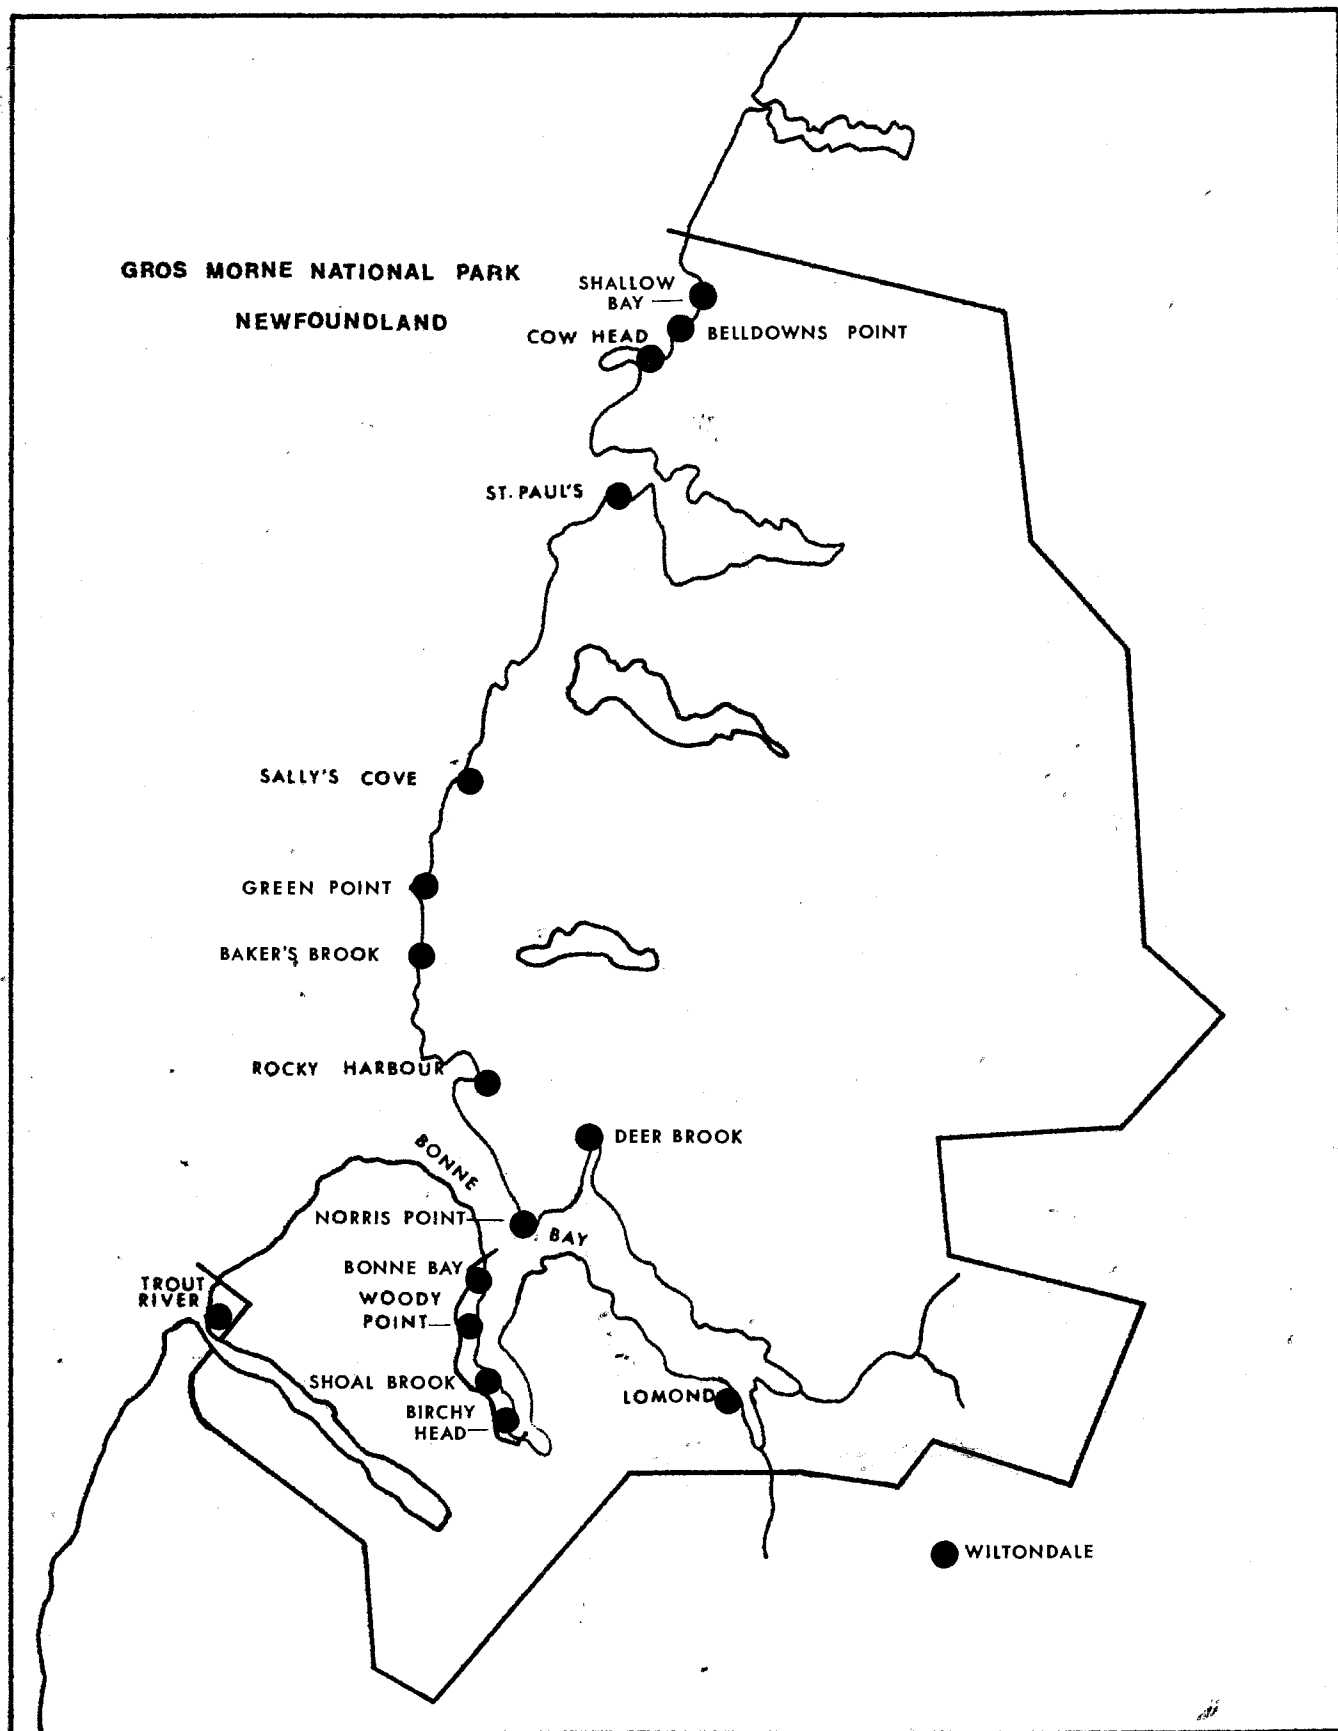 GROS MORNE NATIONAL PARK
NEWFOUNDLAND
SHALLOW
BAY
BELLDOWNS POINT
COW HEAD
ST. PAUL'S
SALLY'S COVE
GREEN POINT
BAKER'S BROOK
ROCKY HARBOUR
DEER BROOK
BONNE
BAY
NORRIS POINT
BONNE BAY
TROUT
RIVER
WOODY
POINT
SHOAL BROOK
LOMOND
BIRCHY
HEAD
WILTONDALE